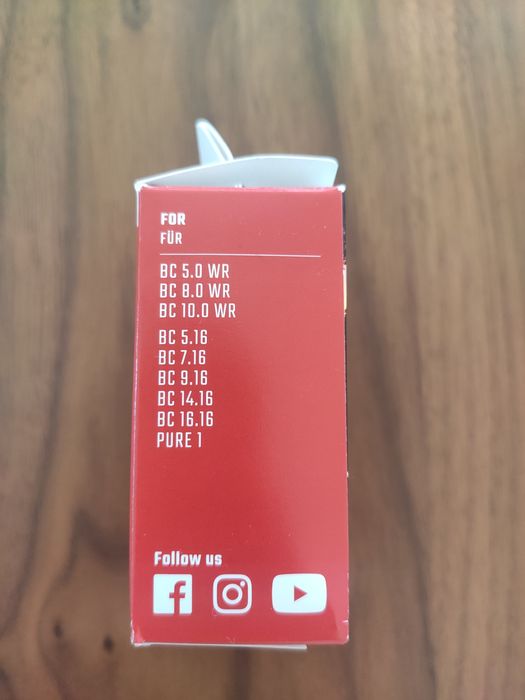 FOR
FÜR
BC 5.0 WR
BC 8.0 WR
BC 10.0 WR
BC 5.16
BC 7.16
BC 9.16
BC 14.16
BC 16.16
PURE 1
Follow us